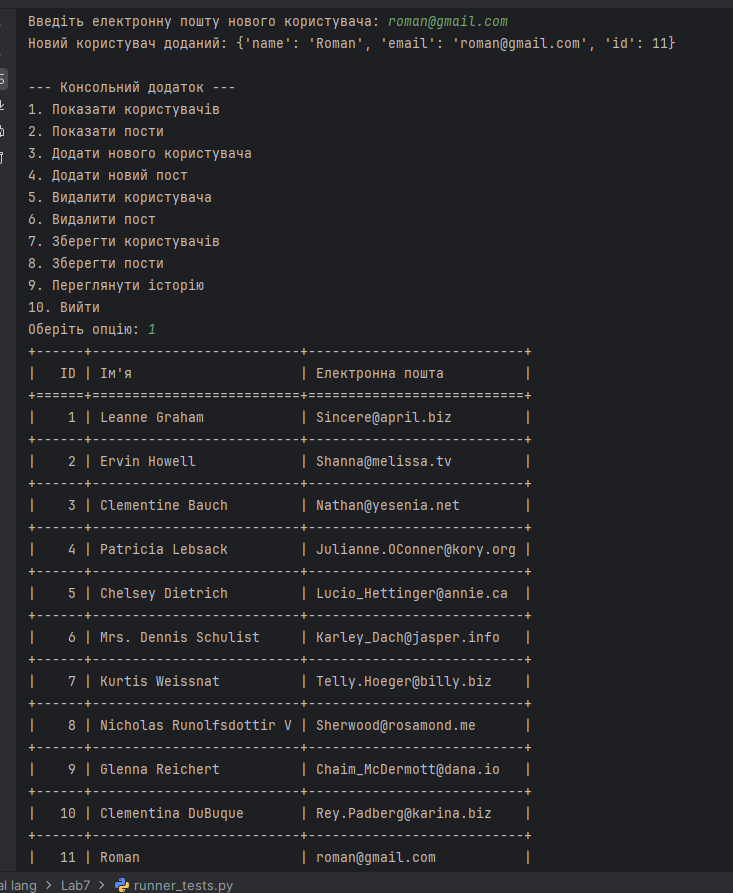 Введіть електронну пошту нового користувача: roman@gmail.com
Новий користувач доданий: {'name': 'Roman', 'email': 'roman@gmail.com', 'id': 11}
--- Консольний додаток ---
1. Показати користувачів
2. Показати пости
3. Додати нового користувача
4. Додати новий пост
5. Видалити користувача
6. Видалити пост
7. Зберегти користувачів
8. Зберегти пости
9. Переглянути історію
10. Вийти
Оберіть опцію: 1
+------+--------------------------+---------------------------+
|   ID | Ім'я                     | Електронна пошта          |
+======+==========================+===========================+
|    1 | Leanne Graham            | Sincere@april.biz         |
+------+--------------------------+---------------------------+
|    2 | Ervin Howell             | Shanna@melissa.tv         |
+------+--------------------------+---------------------------+
|    3 | Clementine Bauch         | Nathan@yesenia.net        |
+------+--------------------------+---------------------------+
|    4 | Patricia Lebsack         | Julianne.OConner@kory.org |
+------+--------------------------+---------------------------+
|    5 | Chelsey Dietrich         | Lucio_Hettinger@annie.ca  |
+------+--------------------------+---------------------------+
|    6 | Mrs. Dennis Schulist     | Karley_Dach@jasper.info   |
+------+--------------------------+---------------------------+
|    7 | Kurtis Weissnat          | Telly.Hoeger@billy.biz    |
+------+--------------------------+---------------------------+
|    8 | Nicholas Runolfsdottir V | Sherwood@rosamond.me      |
+------+--------------------------+---------------------------+
|    9 | Glenna Reichert          | Chaim_McDermott@dana.io   |
+------+--------------------------+---------------------------+
|   10 | Clementina DuBuque       | Rey.Padberg@karina.biz    |
+------+--------------------------+---------------------------+
|   11 | Roman                    | roman@gmail.com           |
al lang > Lab7 > runner_tests.py